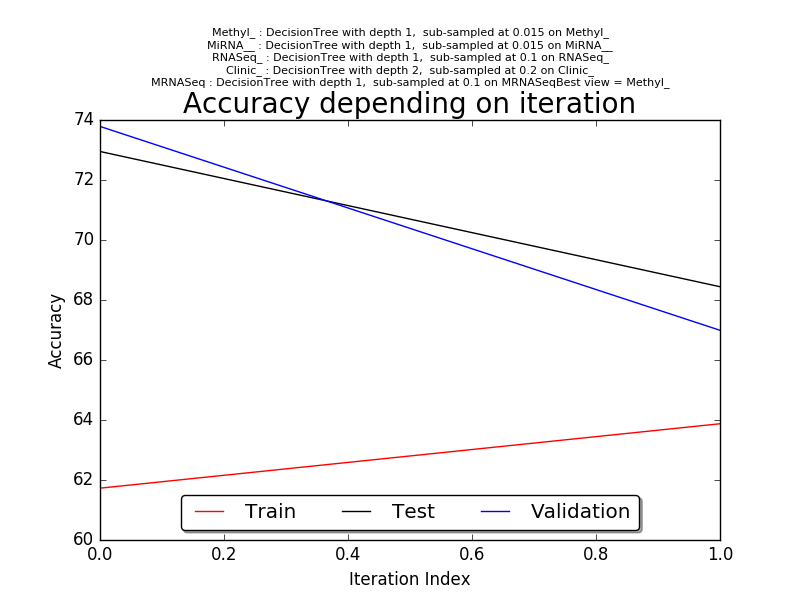 Methyl_ : DecisionTree with depth 1,  sub-sampled at 0.015 on Methyl_
MiRNA__ : DecisionTree with depth 1,  sub-sampled at 0.015 on MiRNA__
RNASeq_ : DecisionTree with depth 1,  sub-sampled at 0.1 on RNASeq_
Clinic_ : DecisionTree with depth 2,  sub-sampled at 0.2 on Clinic_
MRNASeq : DecisionTree with depth 1,  sub-sampled at 0.1 on MRNASeqBest view = Methyl_
Accuracy depending on iteration
74
72
70
68
66
64
62
60
Accuracy
Train Test Validation
0.0 0.2 0.4 0.6 0.8 1.0
Iteration Index